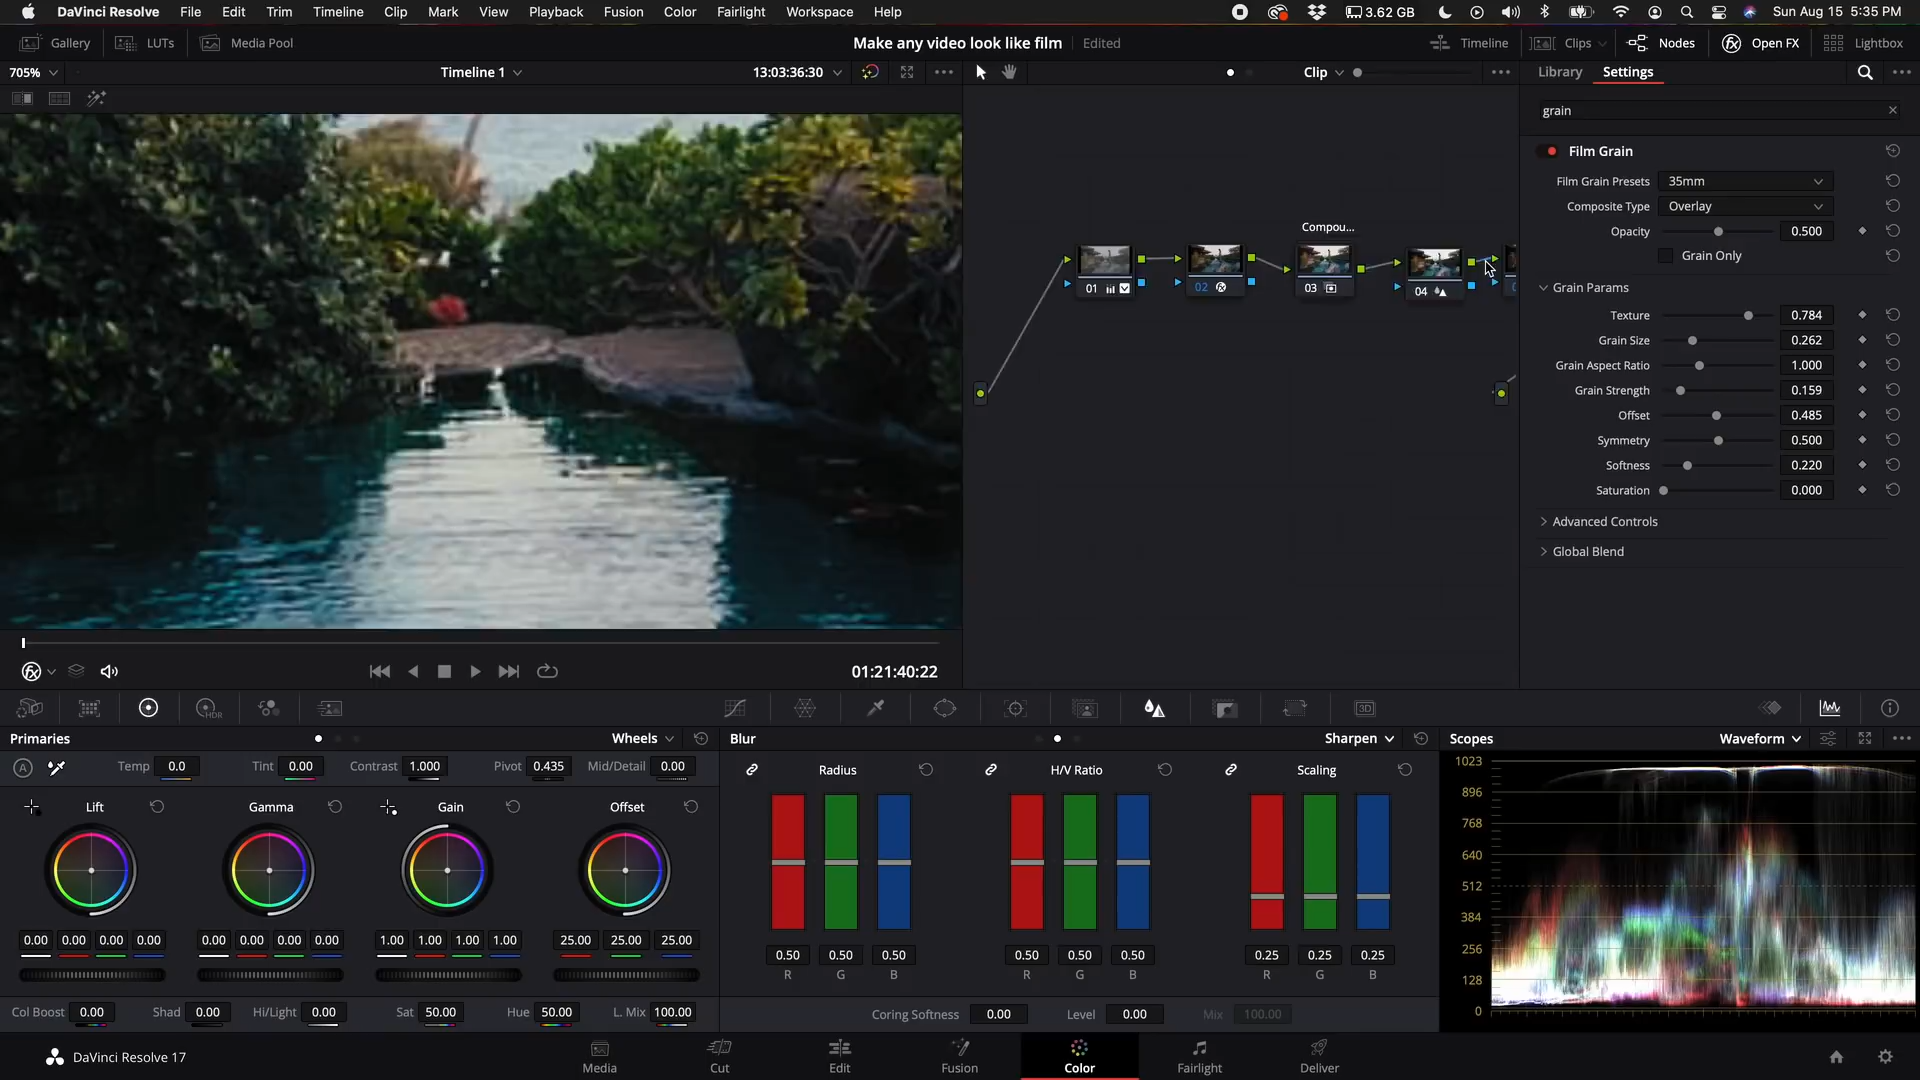 DaVinci Resolve File Edit Trim Timeline Clip Mark View Playback Fusion Color Fairlight Workspace Help 3.62 GB Sun Aug 15 5:35 PM
Gallery LUTs Media Pool Make any video look like film Edited Timeline Clips Nodes Open FX Lightbox
705% Timeline 1 13:03:36:30 Clip Library Settings
grain
Film Grain
Film Grain Presets 35mm
Composite Type Overlay
Opacity 0.500
Grain Only
Grain Params
Texture 0.784
Grain Size 0.262
Grain Aspect Ratio 1.000
Grain Strength 0.159
Offset 0.485
Symmetry 0.500
Softness 0.220
Saturation 0.000
Advanced Controls
Global Blend
Compou...
01 02 03 04
01:21:40:22
HDR 3D
Primaries Wheels Blur Sharpen Scopes Waveform
A Temp 0.0 Tint 0.00 Contrast 1.000 Pivot 0.435 Mid/Detail 0.00
Radius H/V Ratio Scaling
Lift Gamma Gain Offset
0.00 0.00 0.00 0.00 0.00 0.00 0.00 0.00 1.00 1.00 1.00 1.00 25.00 25.00 25.00
0.50 0.50 0.50 0.50 0.50 0.50 0.25 0.25 0.25
R G B R G B R G B
Col Boost 0.00 Shad 0.00 Hi/Light 0.00 Sat 50.00 Hue 50.00 L. Mix 100.00
Coring Softness 0.00 Level 0.00 Mix 100.00
1023
896
768
640
512
384
256
128
0
DaVinci Resolve 17 Media Cut Edit Fusion Color Fairlight Deliver